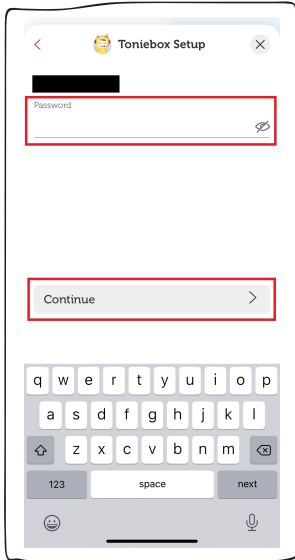 Toniebox Setup
Password
Continue
q w e r t y u i o p
a s d f g h j k l
z x c v b n m
123 space next